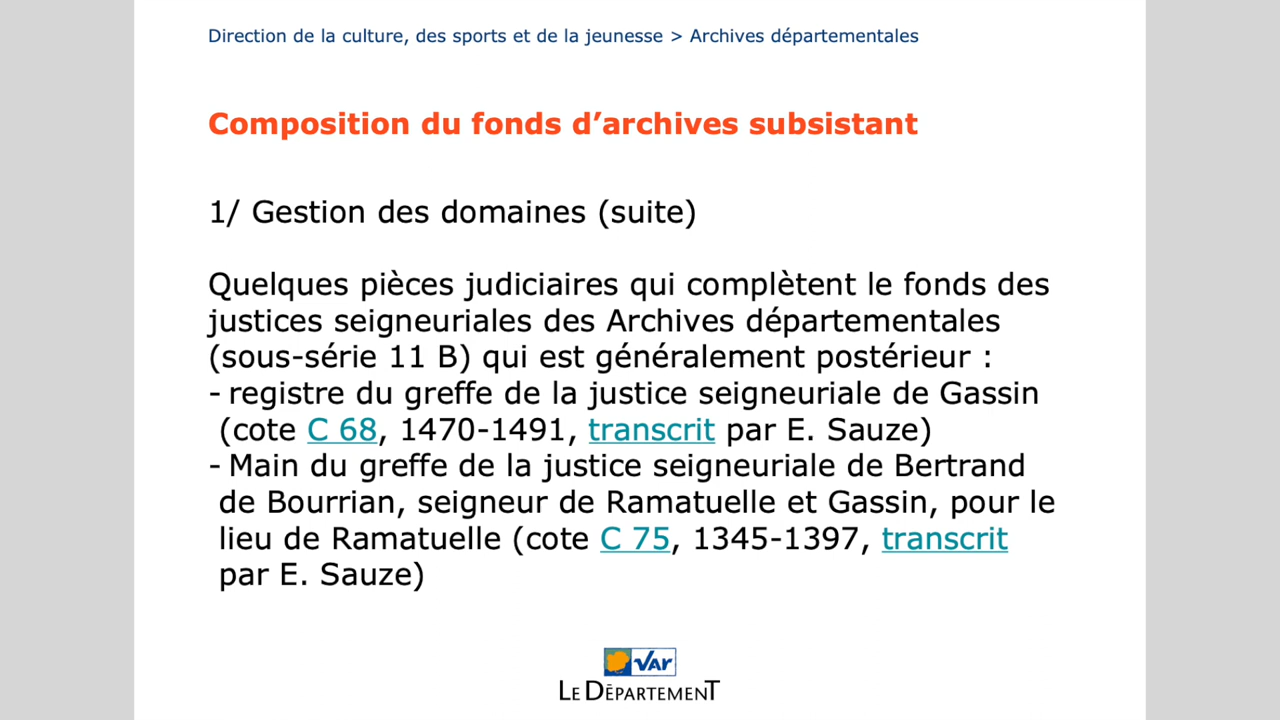 Direction de la culture, des sports et de la jeunesse > Archives départementales
Composition du fonds d’archives subsistant
1/ Gestion des domaines (suite)
Quelques pièces judiciaires qui complètent le fonds des
justices seigneuriales des Archives départementales
(sous-série 11 B) qui est généralement postérieur :
- registre du greffe de la justice seigneuriale de Gassin
(cote C 68, 1470-1491, transcrit par E. Sauze)
- Main du greffe de la justice seigneuriale de Bertrand
de Bourrian, seigneur de Ramatuelle et Gassin, pour le
lieu de Ramatuelle (cote C 75, 1345-1397, transcrit
par E. Sauze)
VAR
LE DÉPARTEMENT